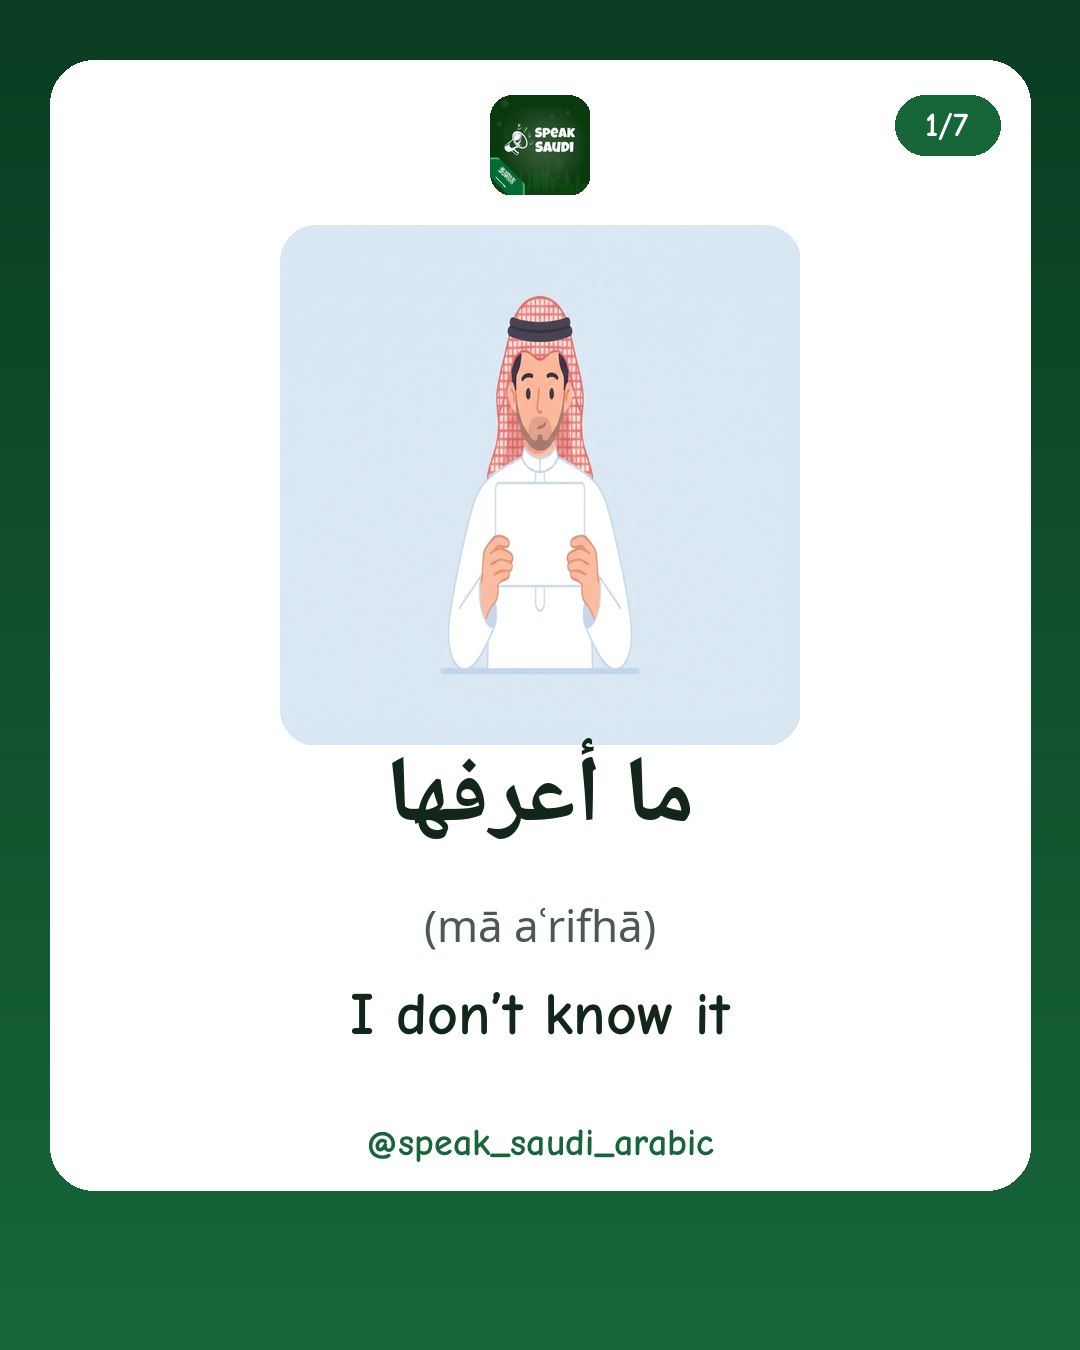 SPEAK
SAUDI
1/7
ما أعرفها
(mā aʿrifhā)
I don't know it
@speak_saudi_arabic